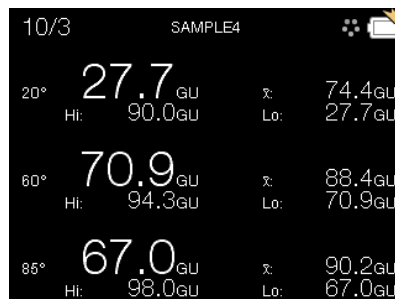 10/3 SAMPLE4
20° 27.7GU x̄: 74.4GU
Hi: 90.0GU Lo: 27.7GU
60° 70.9GU x̄: 88.4GU
Hi: 94.3GU Lo: 70.9GU
85° 67.0GU x̄: 90.2GU
Hi: 98.0GU Lo: 67.0GU